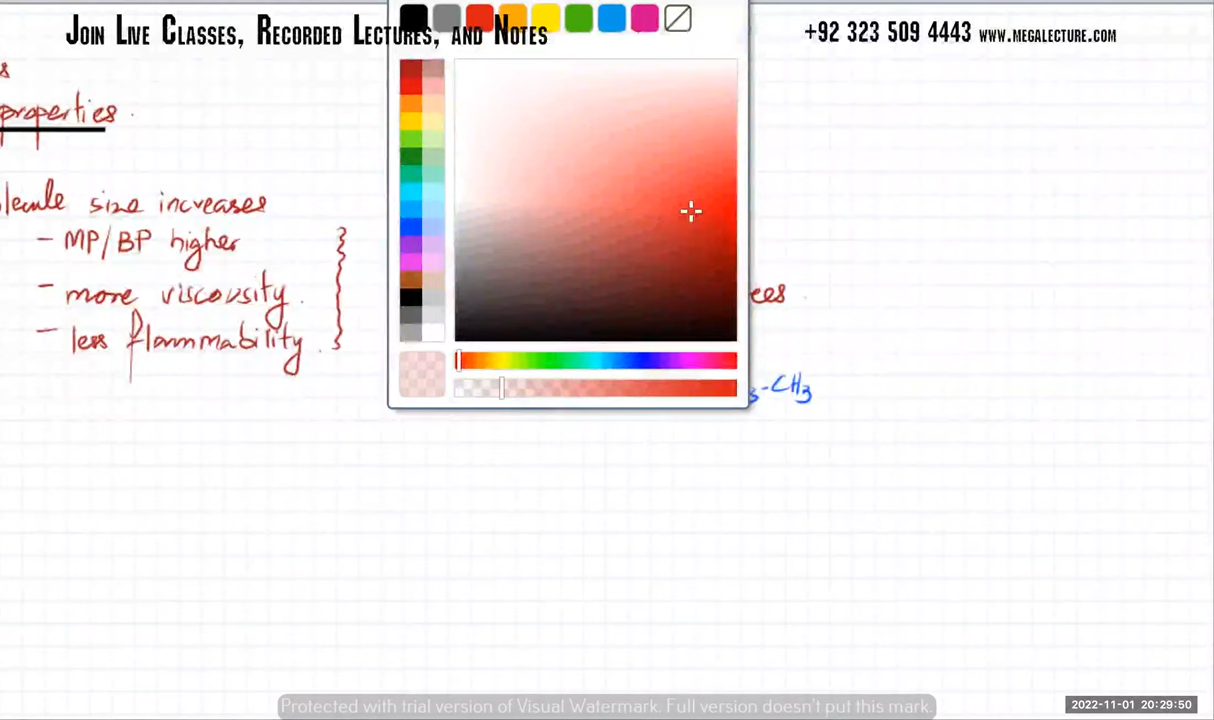 Join Live Classes, Recorded Lectures, and Notes
+92 323 509 4443 www.megalecture.com
s
properties.
size increases
- MP/BP higher
- more viscosity.
- less flammability.
ees.
3-CH3
Protected with trial version of Visual Watermark. Full version doesn't put this mark.
2022-11-01 20:29:50